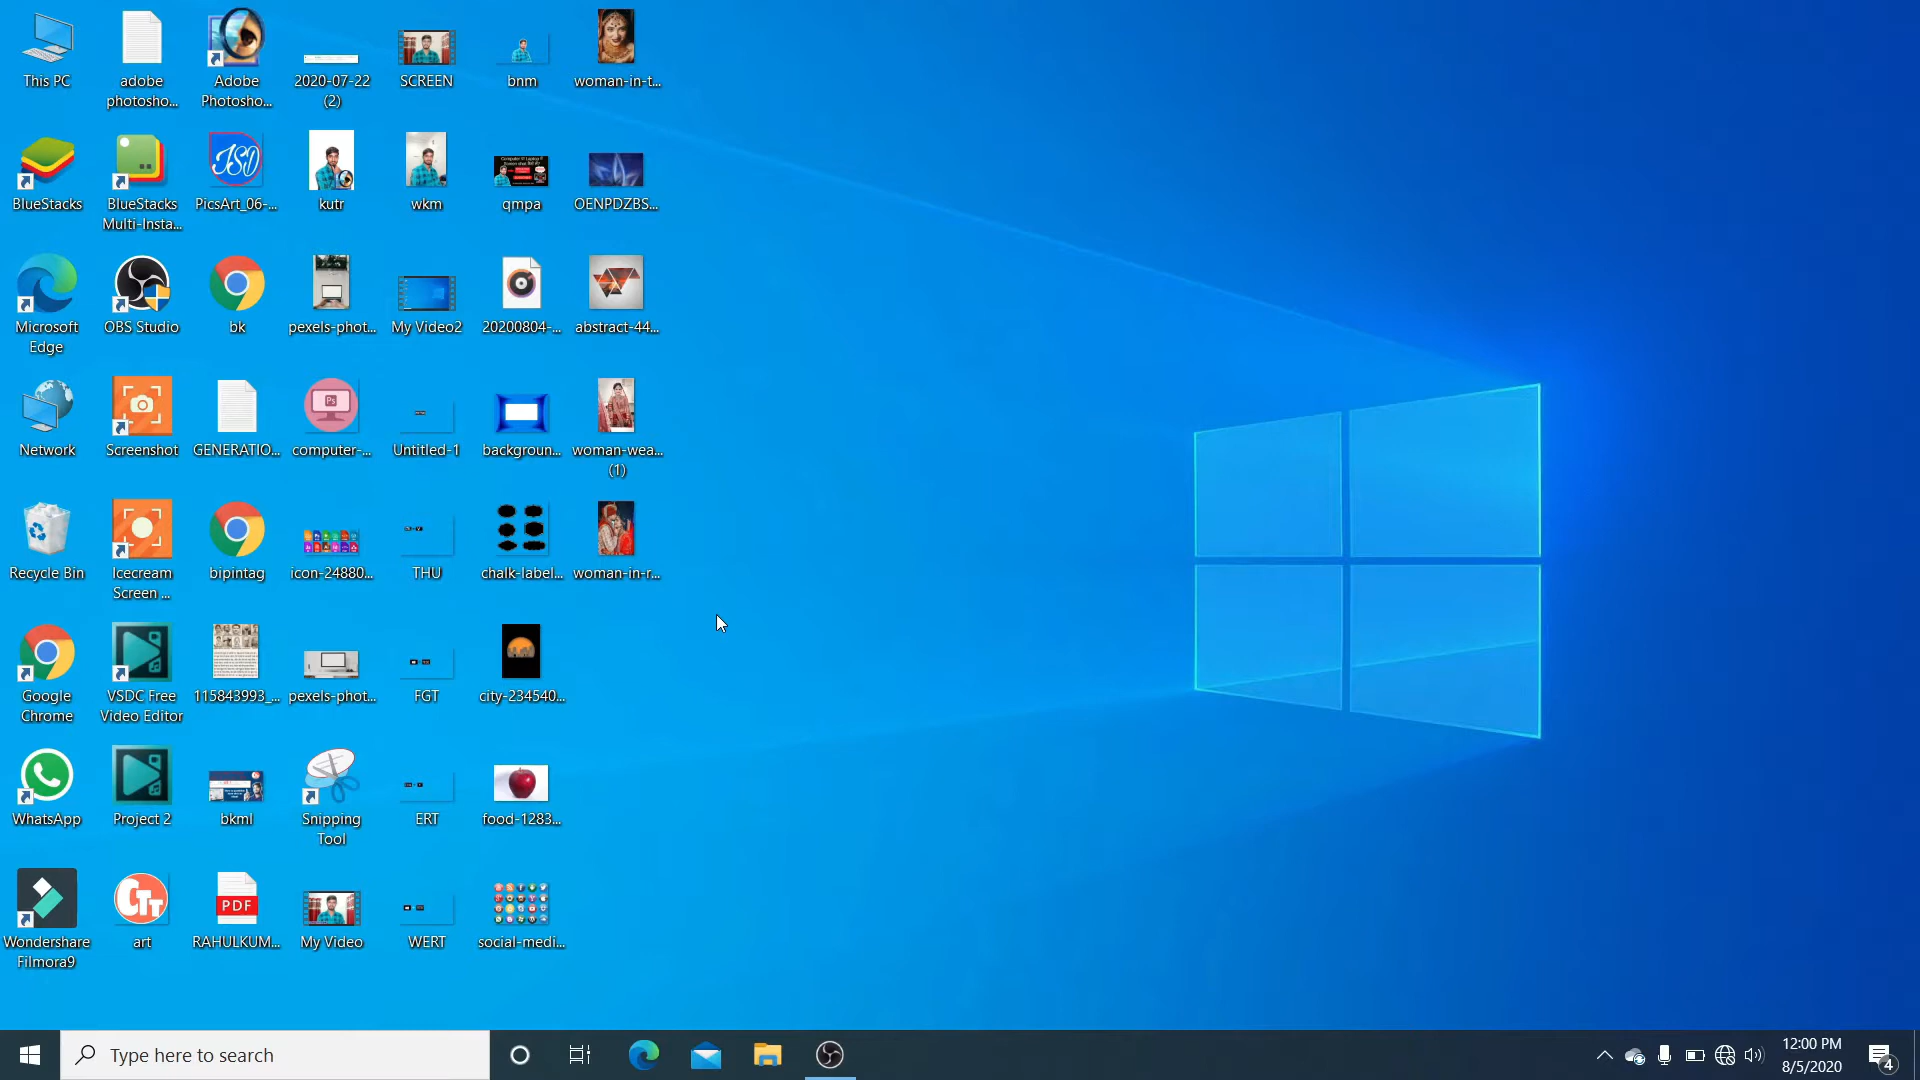 This PC
adobe
photosho...
Adobe
Photosho...
2020-07-22
(2)
SCREEN
bnm
woman-in-t...
BlueStacks
BlueStacks
Multi-Insta...
PicsArt_06-...
kutr
wkm
qmpa
OENPDZBS...
Microsoft
Edge
OBS Studio
bk
pexels-phot...
My Video2
20200804-...
abstract-44...
Network
Screenshot
GENERATIO...
Ps
computer-...
Untitled-1
backgroun...
woman-wea...
(1)
Recycle Bin
Icecream
Screen ...
bipintag
icon-24880...
THU
chalk-label...
woman-in-r...
Google
Chrome
VSDC Free
Video Editor
115843993_...
pexels-phot...
FGT
city-234540...
WhatsApp
Project 2
bkml
Snipping
Tool
ERT
food-1283...
Wondershare
Filmora9
art
PDF
RAHULKUM...
My Video
WERT
social-medi...
Type here to search
12:00 PM
8/5/2020
4